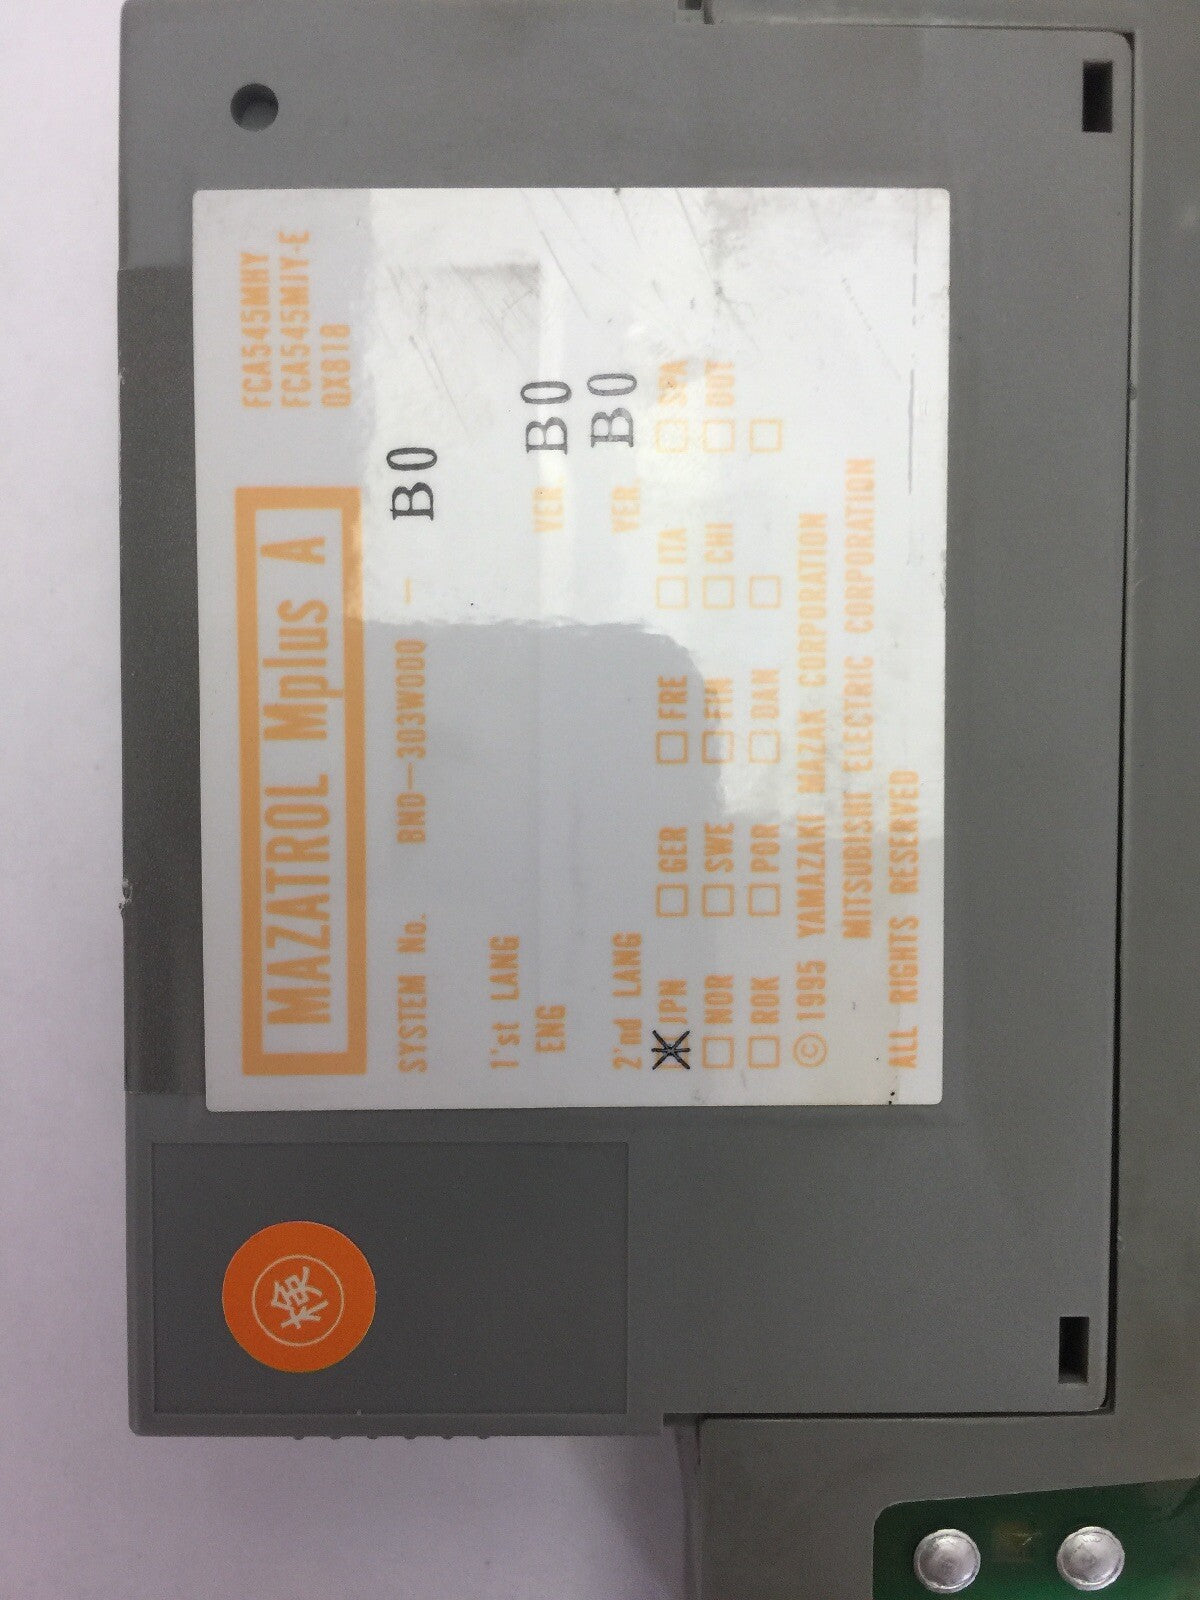 MAZATROL Mplus A
FCA545MHY
FCA545MJY-E
QX818
SYSTEM No. BND-303W000 - B0
1'st LANG
ENG VER. B0
2'nd LANG VER. B0
JPN GER FRE ITA SPA
NOR SWE FIN CHI DUT
ROK POR DAN
© 1995 YAMAZAKI MAZAK CORPORATION
MITSUBISHI ELECTRIC CORPORATION
ALL RIGHTS RESERVED
検